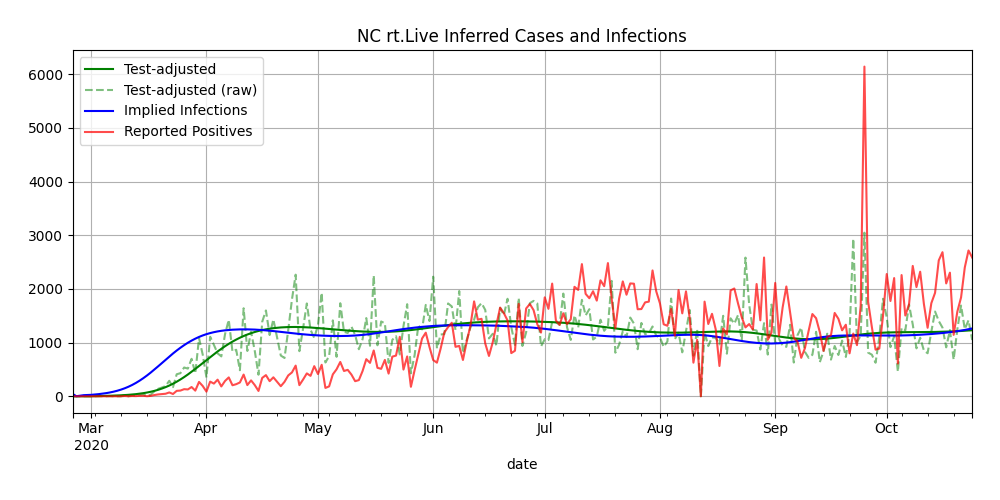 NC rt.Live Inferred Cases and Infections
Test-adjusted
Test-adjusted (raw)
Implied Infections
Reported Positives
6000
5000
4000
3000
2000
1000
0
Mar Apr May Jun Jul Aug Sep Oct
2020
date